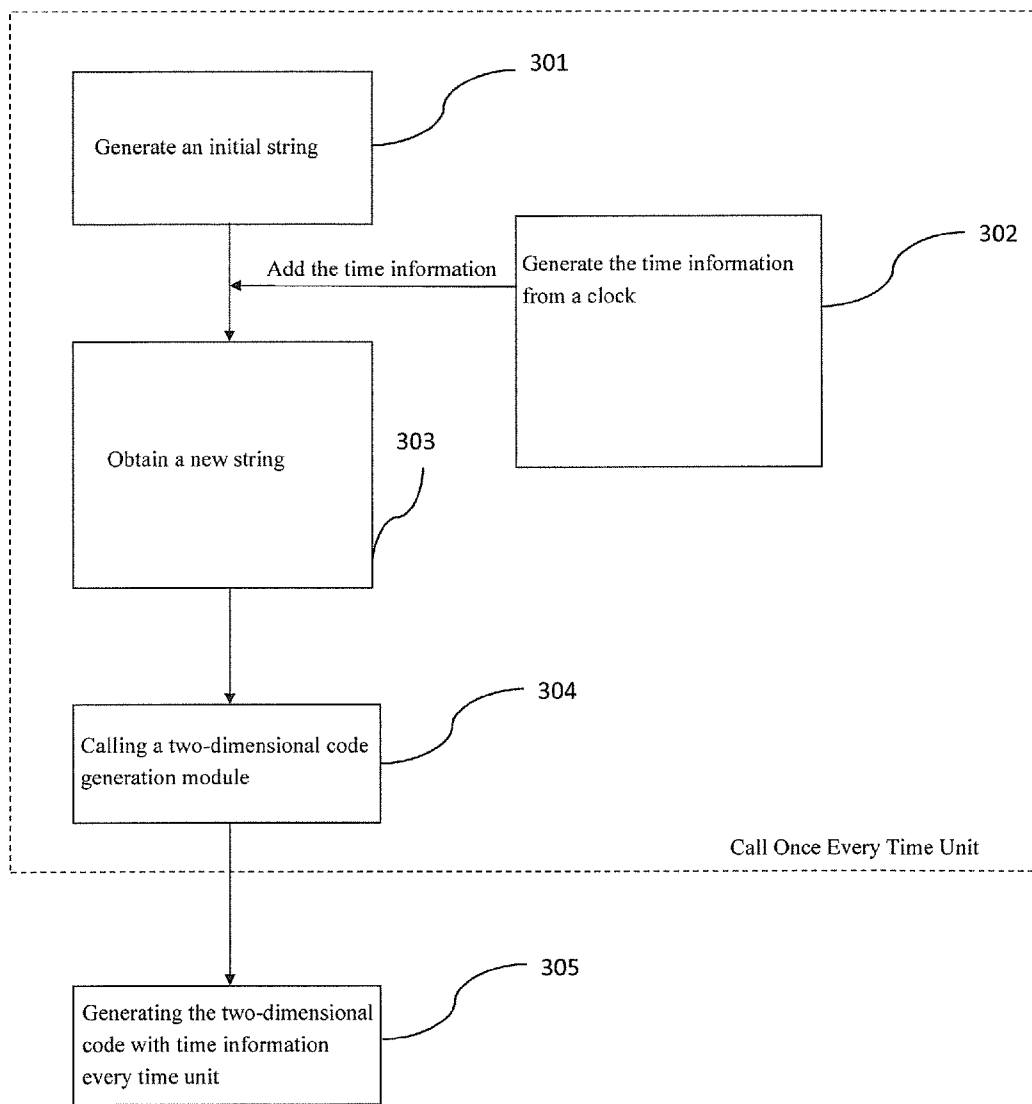 301
Generate an initial string
302
Add the time information
Generate the time information
from a clock
303
Obtain a new string
304
Calling a two-dimensional code
generation module
Call Once Every Time Unit
305
Generating the two-dimensional
code with time information
every time unit